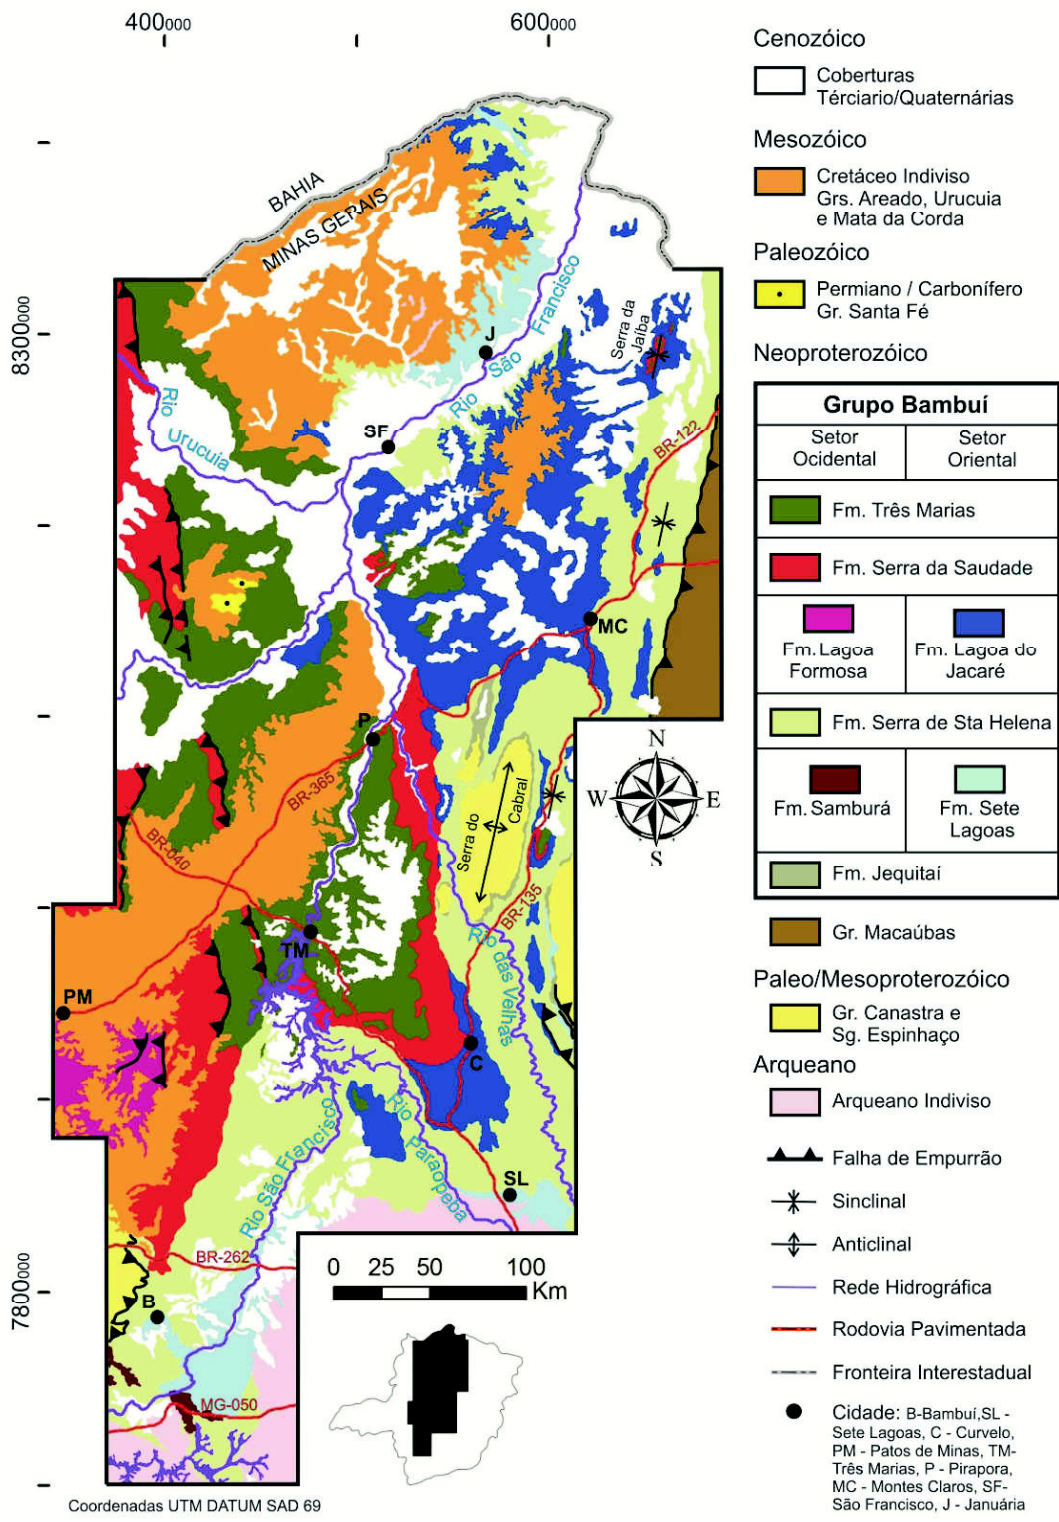 400000
600000
8300000
7800000
BAHIA
MINAS GERAIS
Rio São Francisco
J
Serra da
Jaíba
Rio
Urucuia
SF
BR-122
MC
P
BR-365
BR-040
Serra do
Cabral
BR-135
TM
Rio das Velhas
PM
C
Rio São Francisco
Rio
Paraopeba
SL
BR-262
B
MG-050
N
W
E
S
0 25 50 100
Km
Coordenadas UTM DATUM SAD 69
Cenozóico
Coberturas
Térciario/Quaternárias
Mesozóico
Cretáceo Indiviso
Grs. Areado, Urucuia
e Mata da Corda
Paleozóico
Permiano / Carbonífero
Gr. Santa Fé
Neoproterozóico
Grupo Bambuí
Setor
Ocidental
Setor
Oriental
Fm. Três Marias
Fm. Serra da Saudade
Fm. Lagoa
Formosa
Fm. Lagoa do
Jacaré
Fm. Serra de Sta Helena
Fm. Samburá
Fm. Sete
Lagoas
Fm. Jequitaí
Gr. Macaúbas
Paleo/Mesoproterozóico
Gr. Canastra e
Sg. Espinhaço
Arqueano
Arqueano Indiviso
Falha de Empurrão
Sinclinal
Anticlinal
Rede Hidrográfica
Rodovia Pavimentada
Fronteira Interestadual
Cidade: B-Bambuí,SL -
Sete Lagoas, C - Curvelo,
PM - Patos de Minas, TM-
Três Marias, P - Pirapora,
MC - Montes Claros, SF-
São Francisco, J - Januária